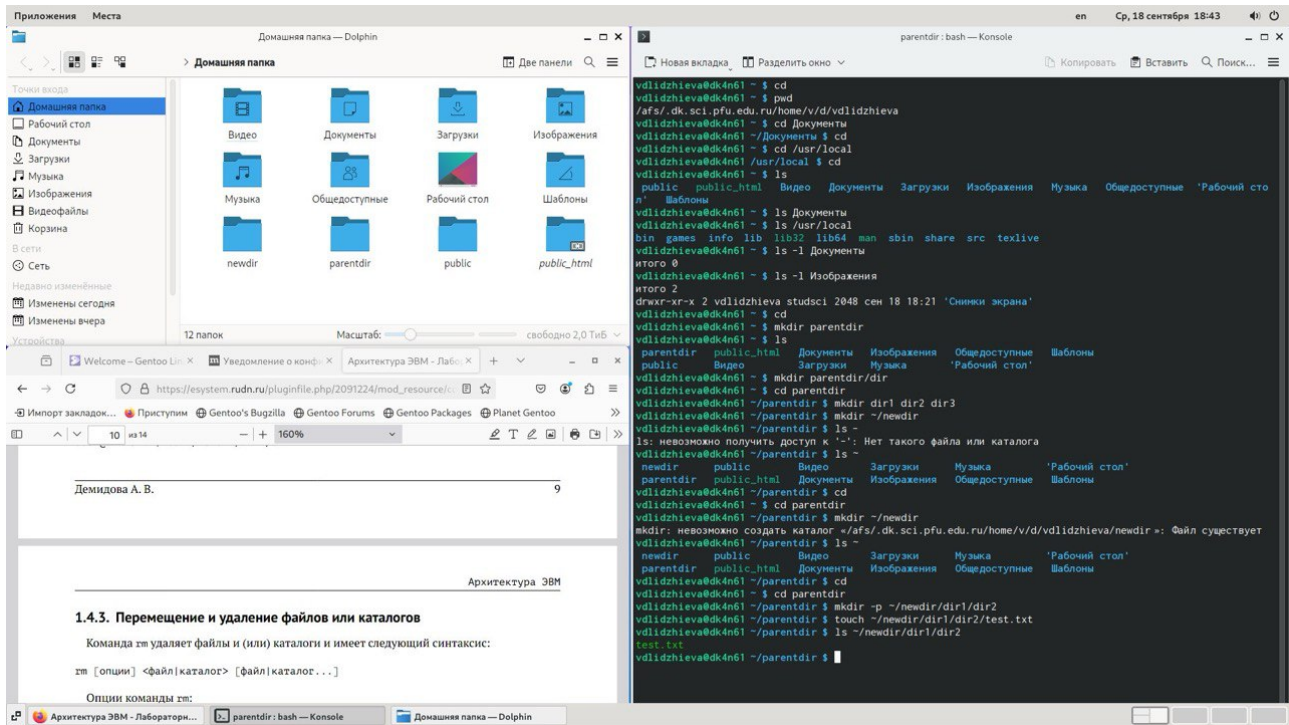 Приложения Места en Ср, 18 сентября 18:43
Домашняя папка — Dolphin
Домашняя папка Две панели
Точки входа
Домашняя папка
Рабочий стол
Документы
Загрузки
Музыка
Изображения
Видеофайлы
Корзина
В сети
Сеть
Недавно изменённые
Изменены сегодня
Изменены вчера
Устройства
Видео Документы Загрузки Изображения
Музыка Общедоступные Рабочий стол Шаблоны
newdir parentdir public public_html
12 папок Масштаб: свободно 2,0 ТиБ
Welcome – Gentoo Lin Уведомление о конф Архитектура ЭВМ - Лабо
https://esystem.rudn.ru/pluginfile.php/2091224/mod_resource/c
Импорт закладок... Приступим Gentoo's Bugzilla Gentoo Forums Gentoo Packages Planet Gentoo
10 из 14 160%
Демидова А. В. 9
Архитектура ЭВМ
1.4.3. Перемещение и удаление файлов или каталогов
Команда rm удаляет файлы и (или) каталоги и имеет следующий синтаксис:
rm [опции] <файл|каталог> [файл|каталог...]
Опции команды rm:
parentdir : bash — Konsole
Новая вкладка Разделить окно Копировать Вставить Поиск...
vdlidzhieva@dk4n61 ~ $ cd
vdlidzhieva@dk4n61 ~ $ pwd
/afs/.dk.sci.pfu.edu.ru/home/v/d/vdlidzhieva
vdlidzhieva@dk4n61 ~ $ cd Документы
vdlidzhieva@dk4n61 ~/Документы $ cd
vdlidzhieva@dk4n61 ~ $ cd /usr/local
vdlidzhieva@dk4n61 /usr/local $ cd
vdlidzhieva@dk4n61 ~ $ ls
public public_html Видео Документы Загрузки Изображения Музыка Общедоступные 'Рабочий сто
л' Шаблоны
vdlidzhieva@dk4n61 ~ $ ls Документы
vdlidzhieva@dk4n61 ~ $ ls /usr/local
bin games info lib lib32 lib64 man sbin share src texlive
vdlidzhieva@dk4n61 ~ $ ls -l Документы
итого 0
vdlidzhieva@dk4n61 ~ $ ls -l Изображения
итого 2
drwxr-xr-x 2 vdlidzhieva studsci 2048 сен 18 18:21 'Снимки экрана'
vdlidzhieva@dk4n61 ~ $ cd
vdlidzhieva@dk4n61 ~ $ mkdir parentdir
vdlidzhieva@dk4n61 ~ $ ls
parentdir public_html Документы Изображения Общедоступные Шаблоны
public Видео Загрузки Музыка 'Рабочий стол'
vdlidzhieva@dk4n61 ~ $ mkdir parentdir/dir
vdlidzhieva@dk4n61 ~ $ cd parentdir
vdlidzhieva@dk4n61 ~/parentdir $ mkdir dir1 dir2 dir3
vdlidzhieva@dk4n61 ~/parentdir $ mkdir ~/newdir
vdlidzhieva@dk4n61 ~/parentdir $ ls -
ls: невозможно получить доступ к '-': Нет такого файла или каталога
vdlidzhieva@dk4n61 ~/parentdir $ ls ~
newdir public Видео Загрузки Музыка 'Рабочий стол'
parentdir public_html Документы Изображения Общедоступные Шаблоны
vdlidzhieva@dk4n61 ~/parentdir $ cd
vdlidzhieva@dk4n61 ~ $ cd parentdir
vdlidzhieva@dk4n61 ~/parentdir $ mkdir ~/newdir
mkdir: невозможно создать каталог «/afs/.dk.sci.pfu.edu.ru/home/v/d/vdlidzhieva/newdir»: Файл существует
vdlidzhieva@dk4n61 ~/parentdir $ ls ~
newdir public Видео Загрузки Музыка 'Рабочий стол'
parentdir public_html Документы Изображения Общедоступные Шаблоны
vdlidzhieva@dk4n61 ~/parentdir $ cd
vdlidzhieva@dk4n61 ~ $ cd parentdir
vdlidzhieva@dk4n61 ~/parentdir $ mkdir -p ~/newdir/dir1/dir2
vdlidzhieva@dk4n61 ~/parentdir $ touch ~/newdir/dir1/dir2/test.txt
vdlidzhieva@dk4n61 ~/parentdir $ ls ~/newdir/dir1/dir2
test.txt
vdlidzhieva@dk4n61 ~/parentdir $
Архитектура ЭВМ - Лабораторн... parentdir : bash — Konsole Домашняя папка — Dolphin